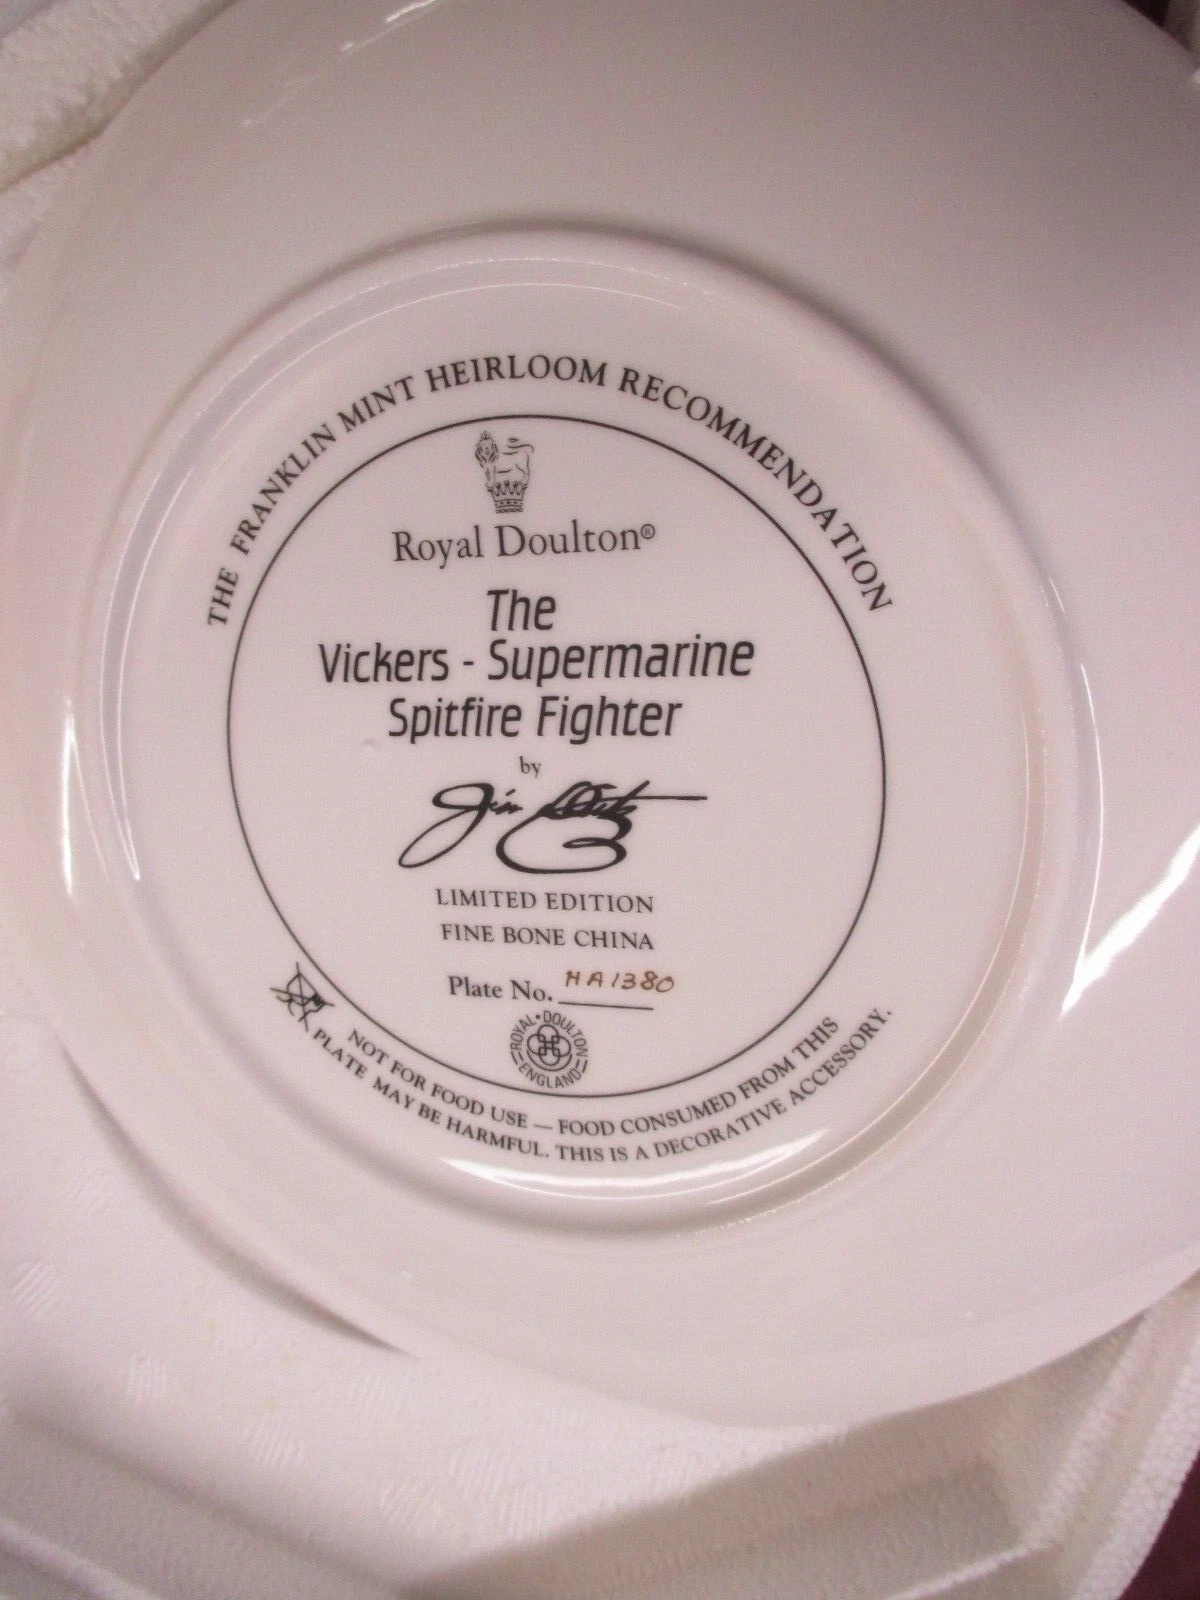 THE FRANKLIN MINT HEIRLOOM RECOMMENDATION
Royal Doulton®
The
Vickers - Supermarine
Spitfire Fighter
by
Jim
LIMITED EDITION
FINE BONE CHINA
Plate No. HA1380
ROYAL • DOULTON
ENGLAND
NOT FOR FOOD USE — FOOD CONSUMED FROM THIS
PLATE MAY BE HARMFUL. THIS IS A DECORATIVE ACCESSORY.